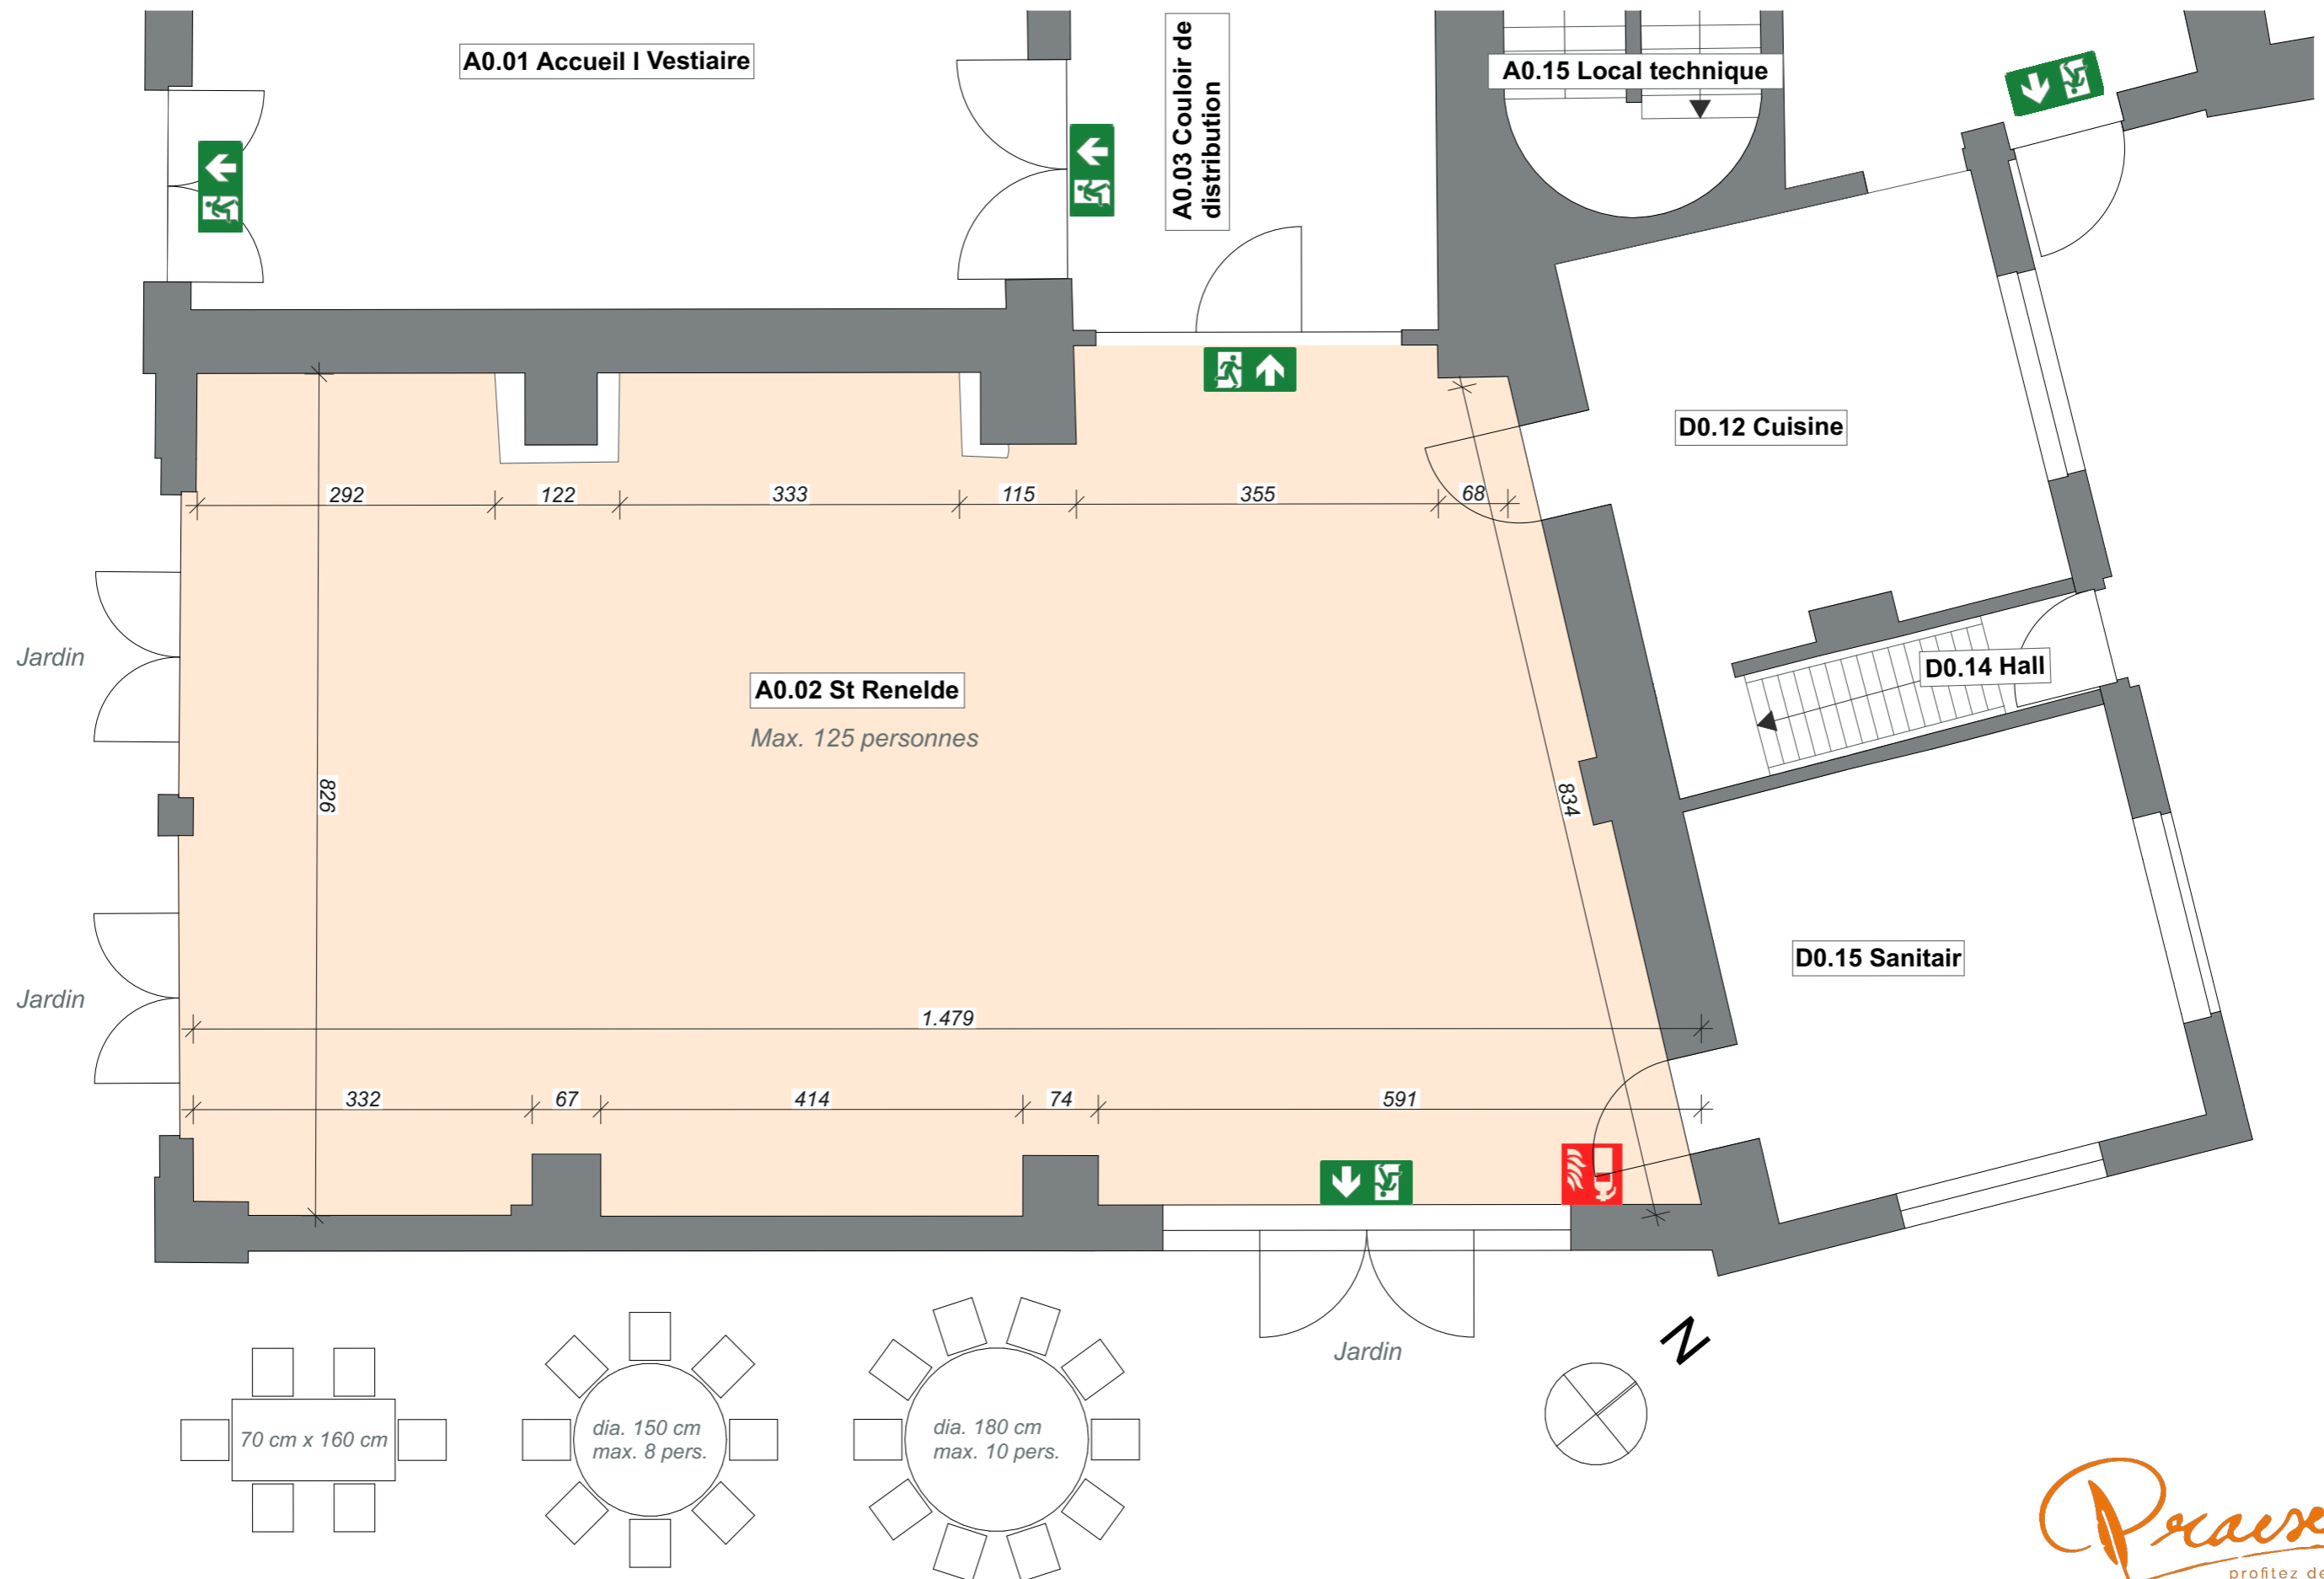 A0.01 Accueil I Vestiaire
A0.03 Couloir de
distribution
A0.15 Local technique
D0.12 Cuisine
292
122
333
115
355
68
Jardin
A0.02 St Renelde
Max. 125 personnes
D0.14 Hall
826
834
D0.15 Sanitair
Jardin
1.479
332
67
414
74
591
Jardin
N
70 cm x 160 cm
dia. 150 cm
max. 8 pers.
dia. 180 cm
max. 10 pers.
profitez de